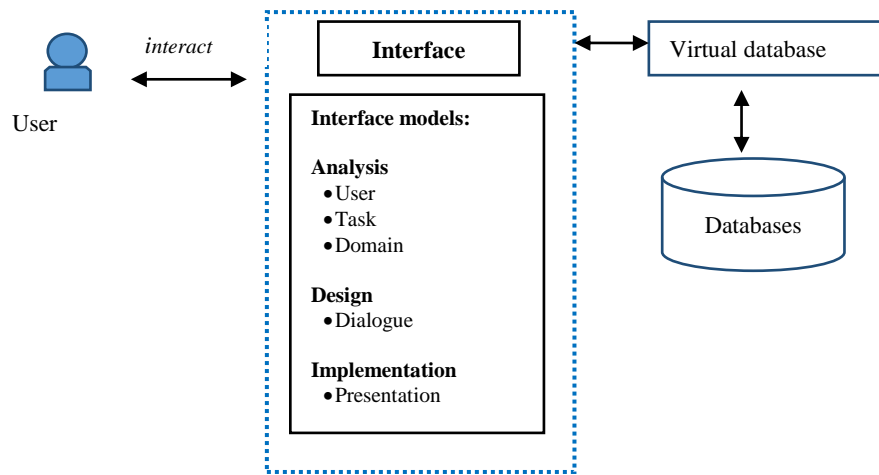 interact
User
Interface
Interface models:
Analysis
•User
•Task
•Domain
Design
•Dialogue
Implementation
•Presentation
Virtual database
Databases